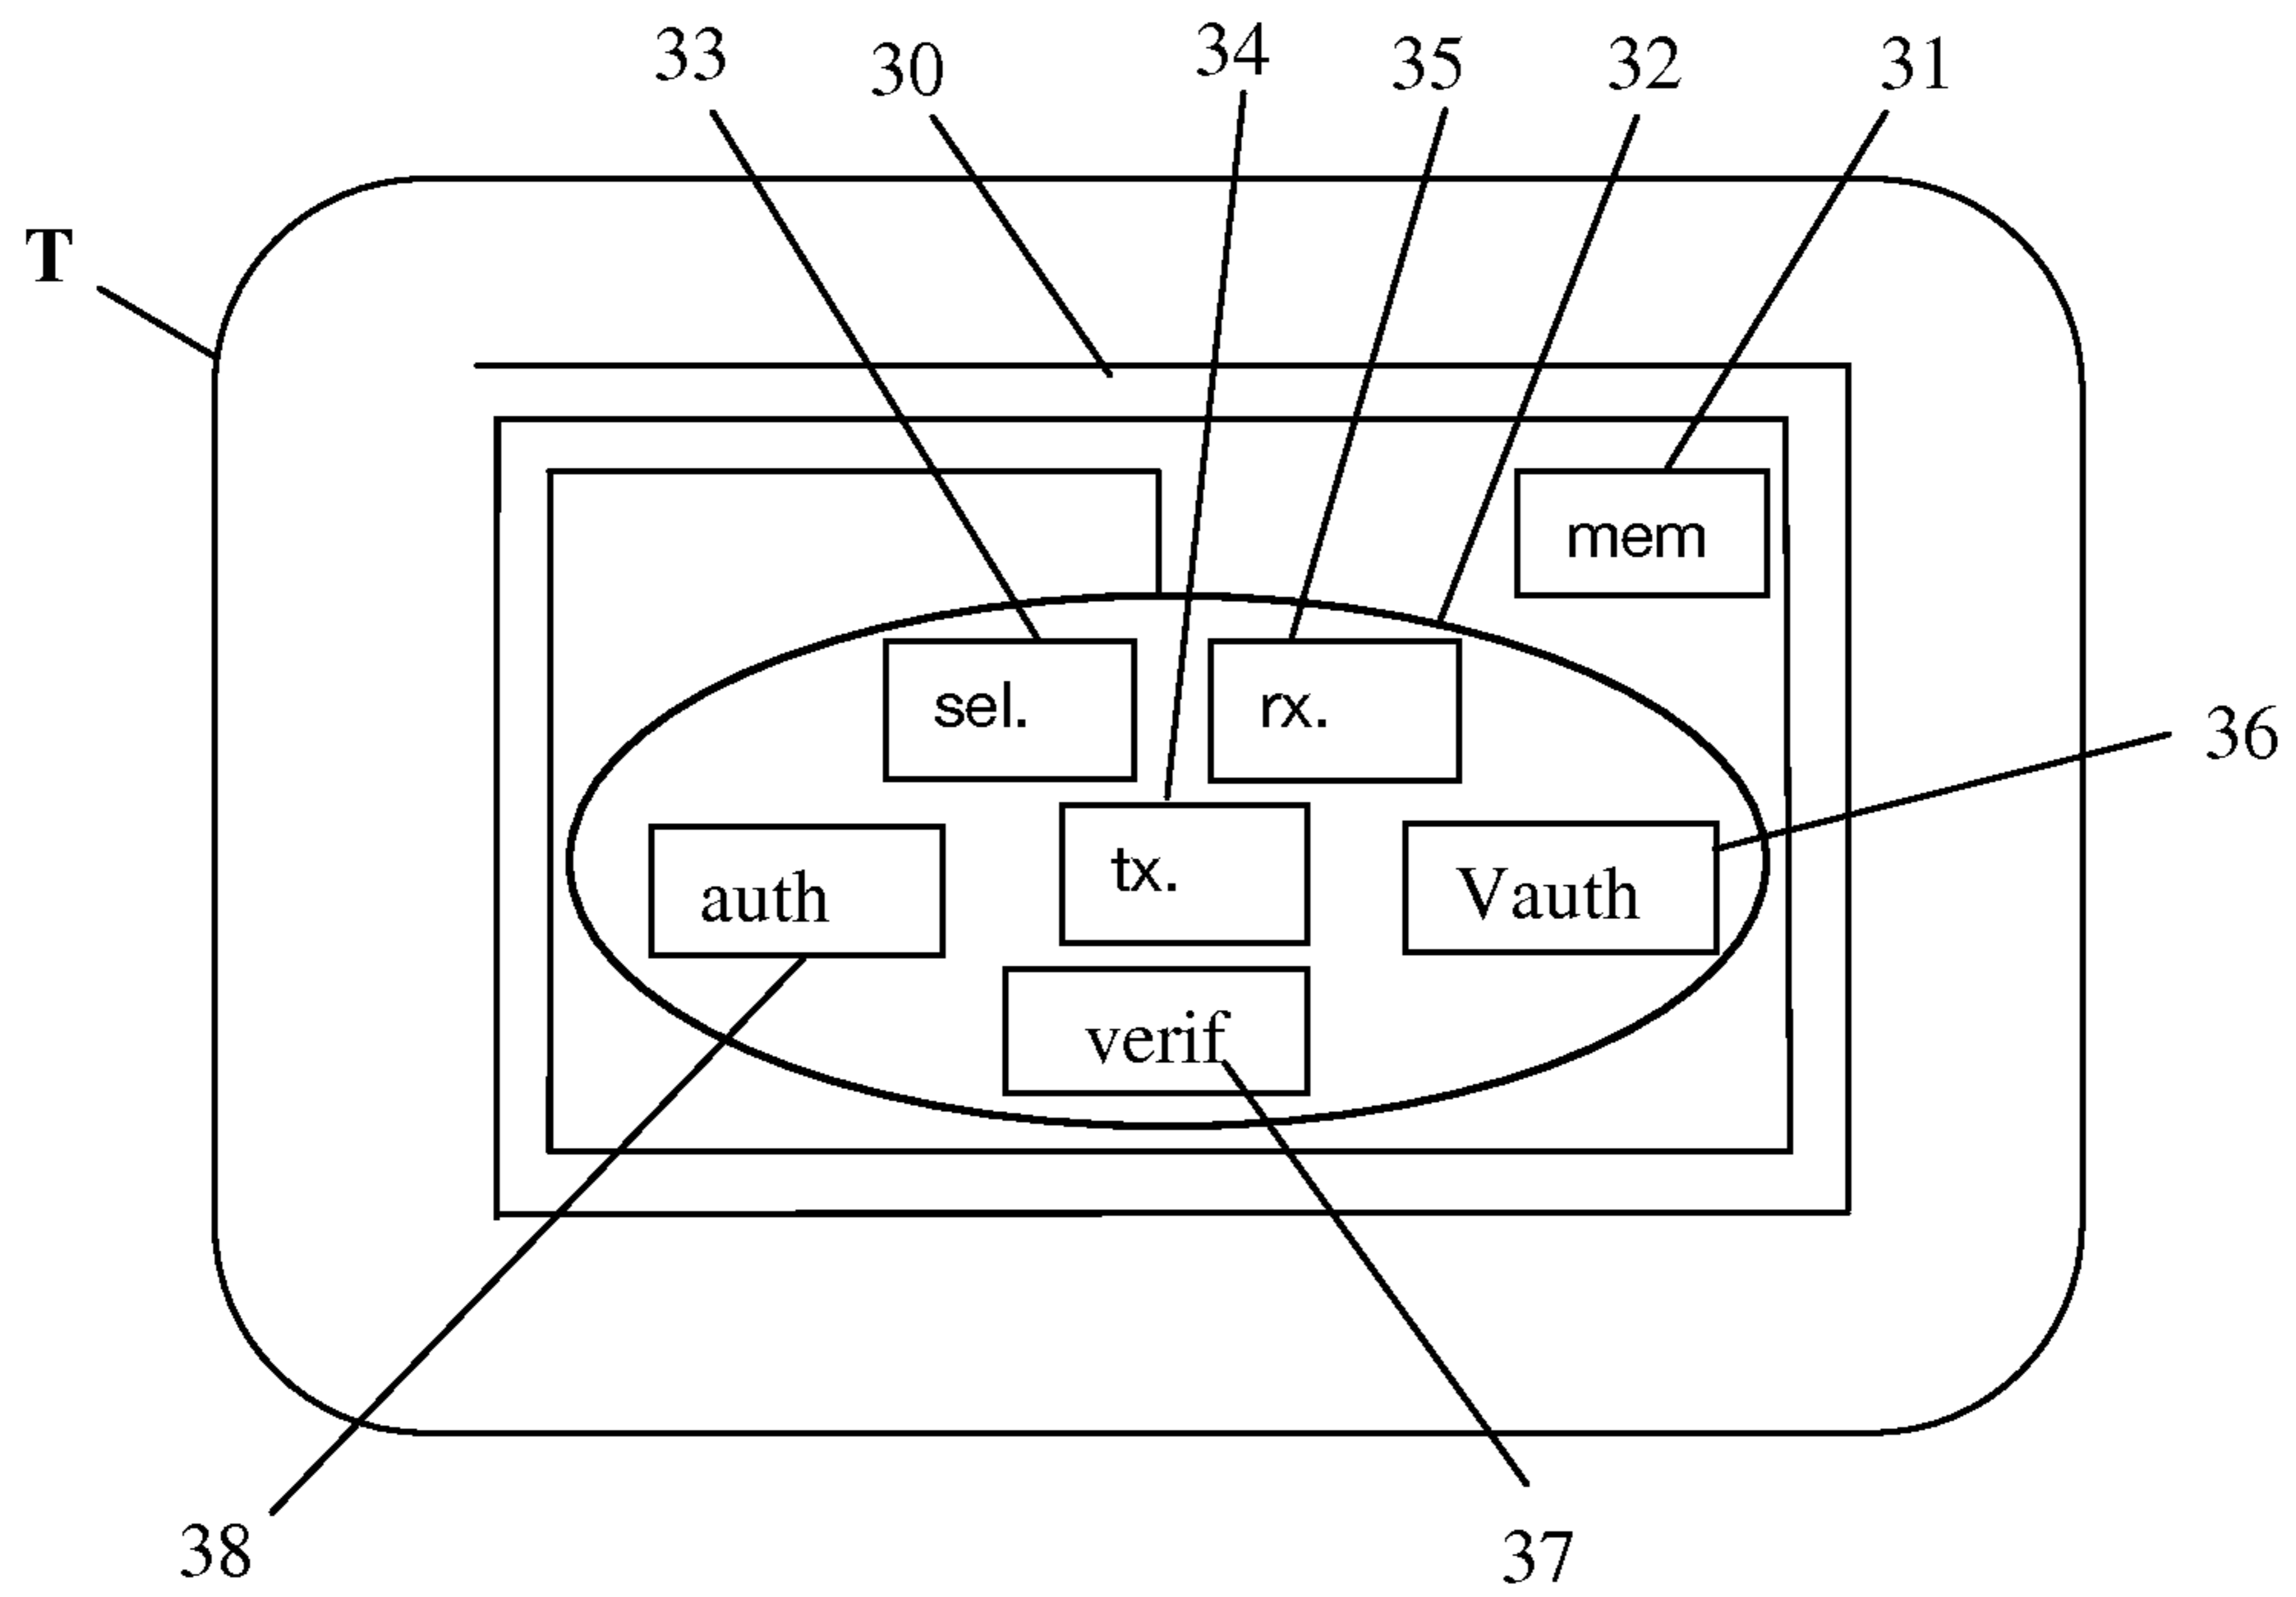 33 30 34 35 32 31
T
mem
sel. rx.
36
auth tx. Vauth
verif
38 37